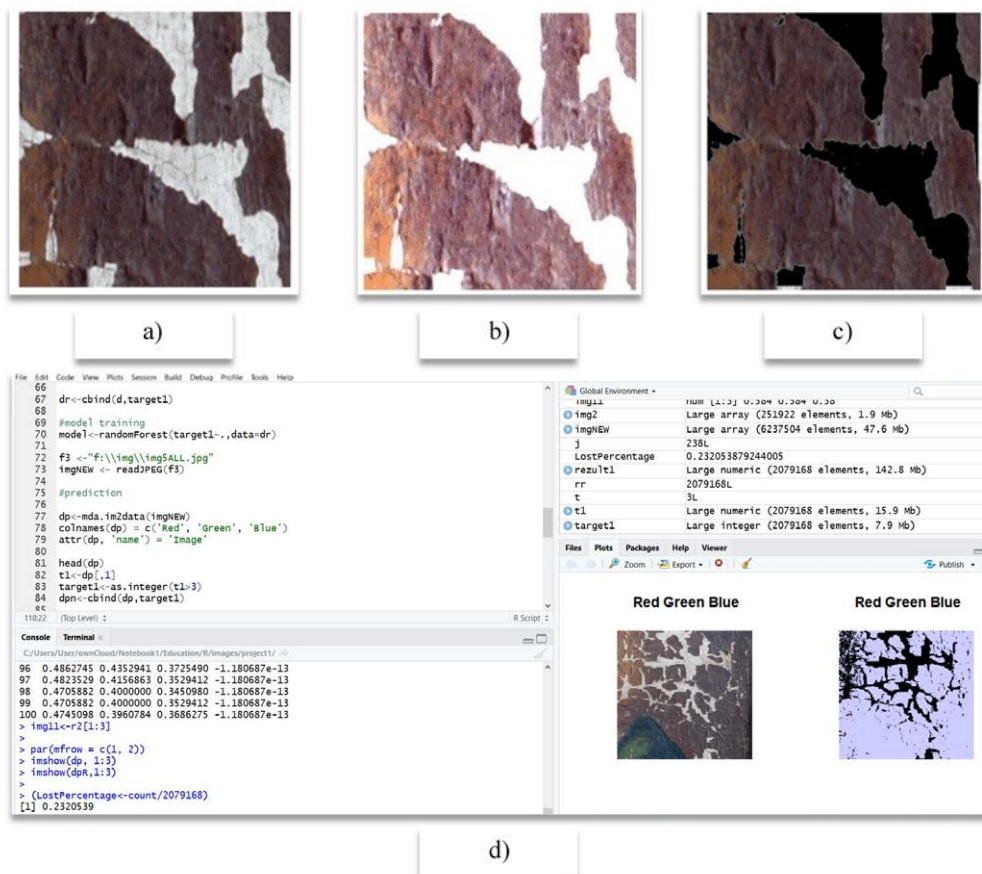 a)
b)
c)
File Edit Code View Plots Session Build Debug Profile Tools Help
66
67 dr<-cbind(d,target1)
68
69 #model training
70 model<-randomForest(target1~.,data=dr)
71
72 f3 <-"f:\\img\\img5ALL.jpg"
73 imgNEW <- readJPEG(f3)
74
75 #prediction
76
77 dp<-mda.im2data(imgNEW)
78 colnames(dp) = c('Red', 'Green', 'Blue')
79 attr(dp, 'name') = 'Image'
80
81 head(dp)
82 t1<-dp[,1]
83 target1<-as.integer(t1>3)
84 dpn<-cbind(dp,target1)
85
118:22 (Top Level) R Script
Console Terminal ×
C:/Users/User/ownCloud/Notebook1/Education/R/images/project1/
96 0.4862745 0.4352941 0.3725490 -1.180687e-13
97 0.4823529 0.4156863 0.3529412 -1.180687e-13
98 0.4705882 0.4000000 0.3450980 -1.180687e-13
99 0.4705882 0.4000000 0.3529412 -1.180687e-13
100 0.4745098 0.3960784 0.3686275 -1.180687e-13
> img11<-r2[1:3]
>
> par(mfrow = c(1, 2))
> imshow(dp, 1:3)
> imshow(dpR,1:3)
>
> (LostPercentage<-count/2079168)
[1] 0.2320539
Global Environment
img11 num [1:3] 0.584 0.584 0.58
img2 Large array (251922 elements, 1.9 Mb)
imgNEW Large array (6237504 elements, 47.6 Mb)
j 238L
LostPercentage 0.232053879244005
rezult1 Large numeric (2079168 elements, 142.8 Mb)
rr 2079168L
t 3L
t1 Large numeric (2079168 elements, 15.9 Mb)
target1 Large integer (2079168 elements, 7.9 Mb)
Files Plots Packages Help Viewer
Zoom Export Publish
Red Green Blue
Red Green Blue
d)